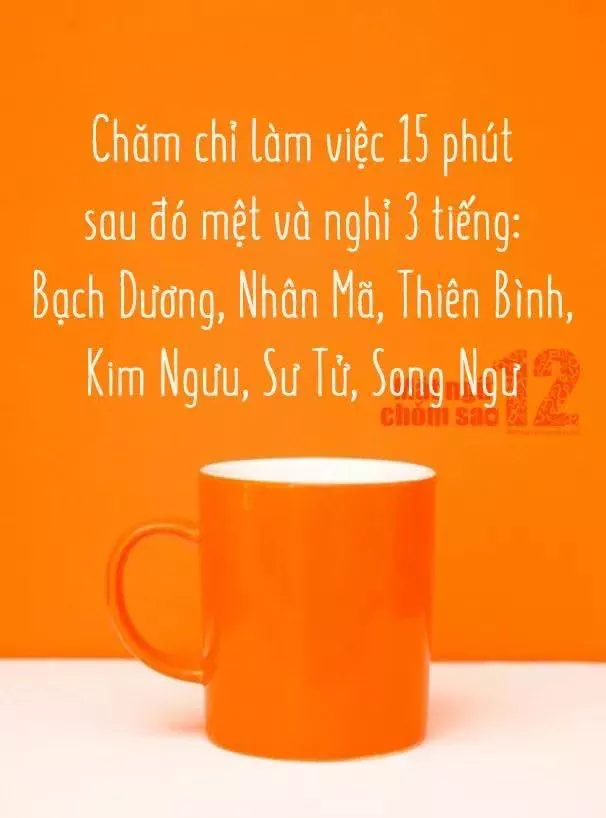 Chăm chỉ làm việc 15 phút
sau đó mệt và nghỉ 3 tiếng:
Bạch Dương, Nhân Mã, Thiên Bình,
Kim Ngưu, Sư Tử, Song Ngư
12
chòm sao